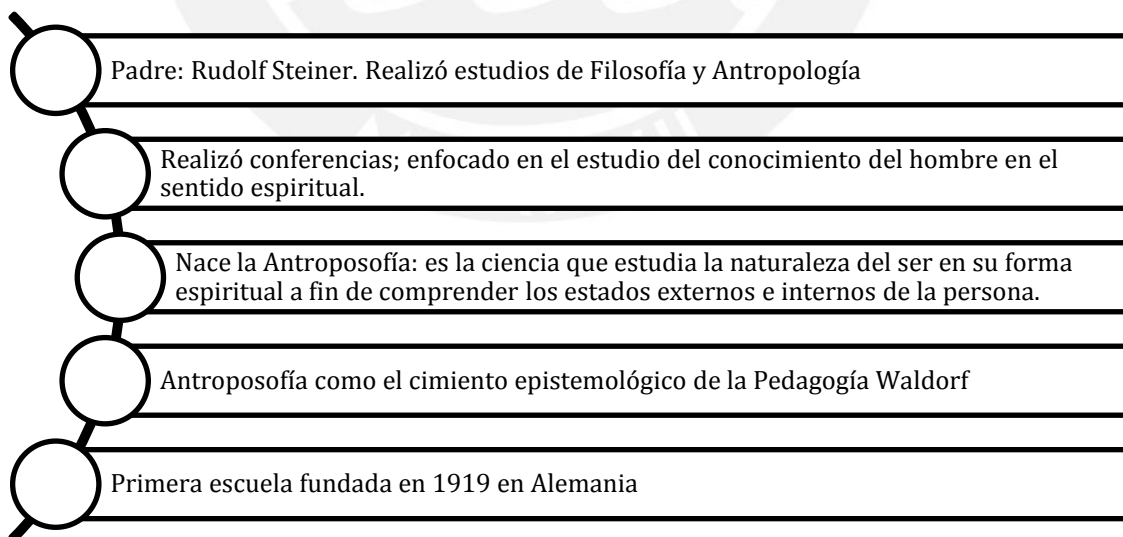 Padre: Rudolf Steiner. Realizó estudios de Filosofía y Antropología
Realizó conferencias; enfocado en el estudio del conocimiento del hombre en el
sentido espiritual.
Nace la Antroposofía: es la ciencia que estudia la naturaleza del ser en su forma
espiritual a fin de comprender los estados externos e internos de la persona.
Antroposofía como el cimiento epistemológico de la Pedagogía Waldorf
Primera escuela fundada en 1919 en Alemania